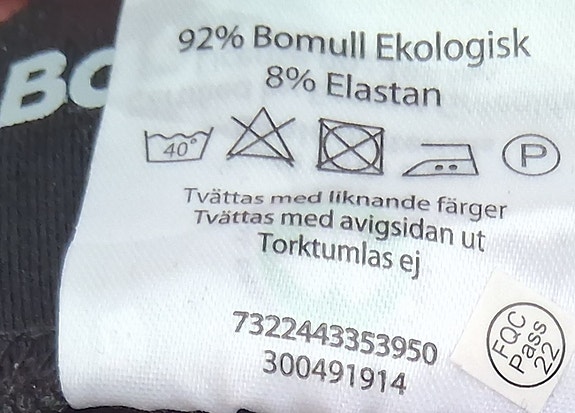 92% Bomull Ekologisk
8% Elastan
40°
P
Tvättas med liknande färger
Tvättas med avigsidan ut
Torktumlas ej
7322443353950
300491914
FQC
Pass
22